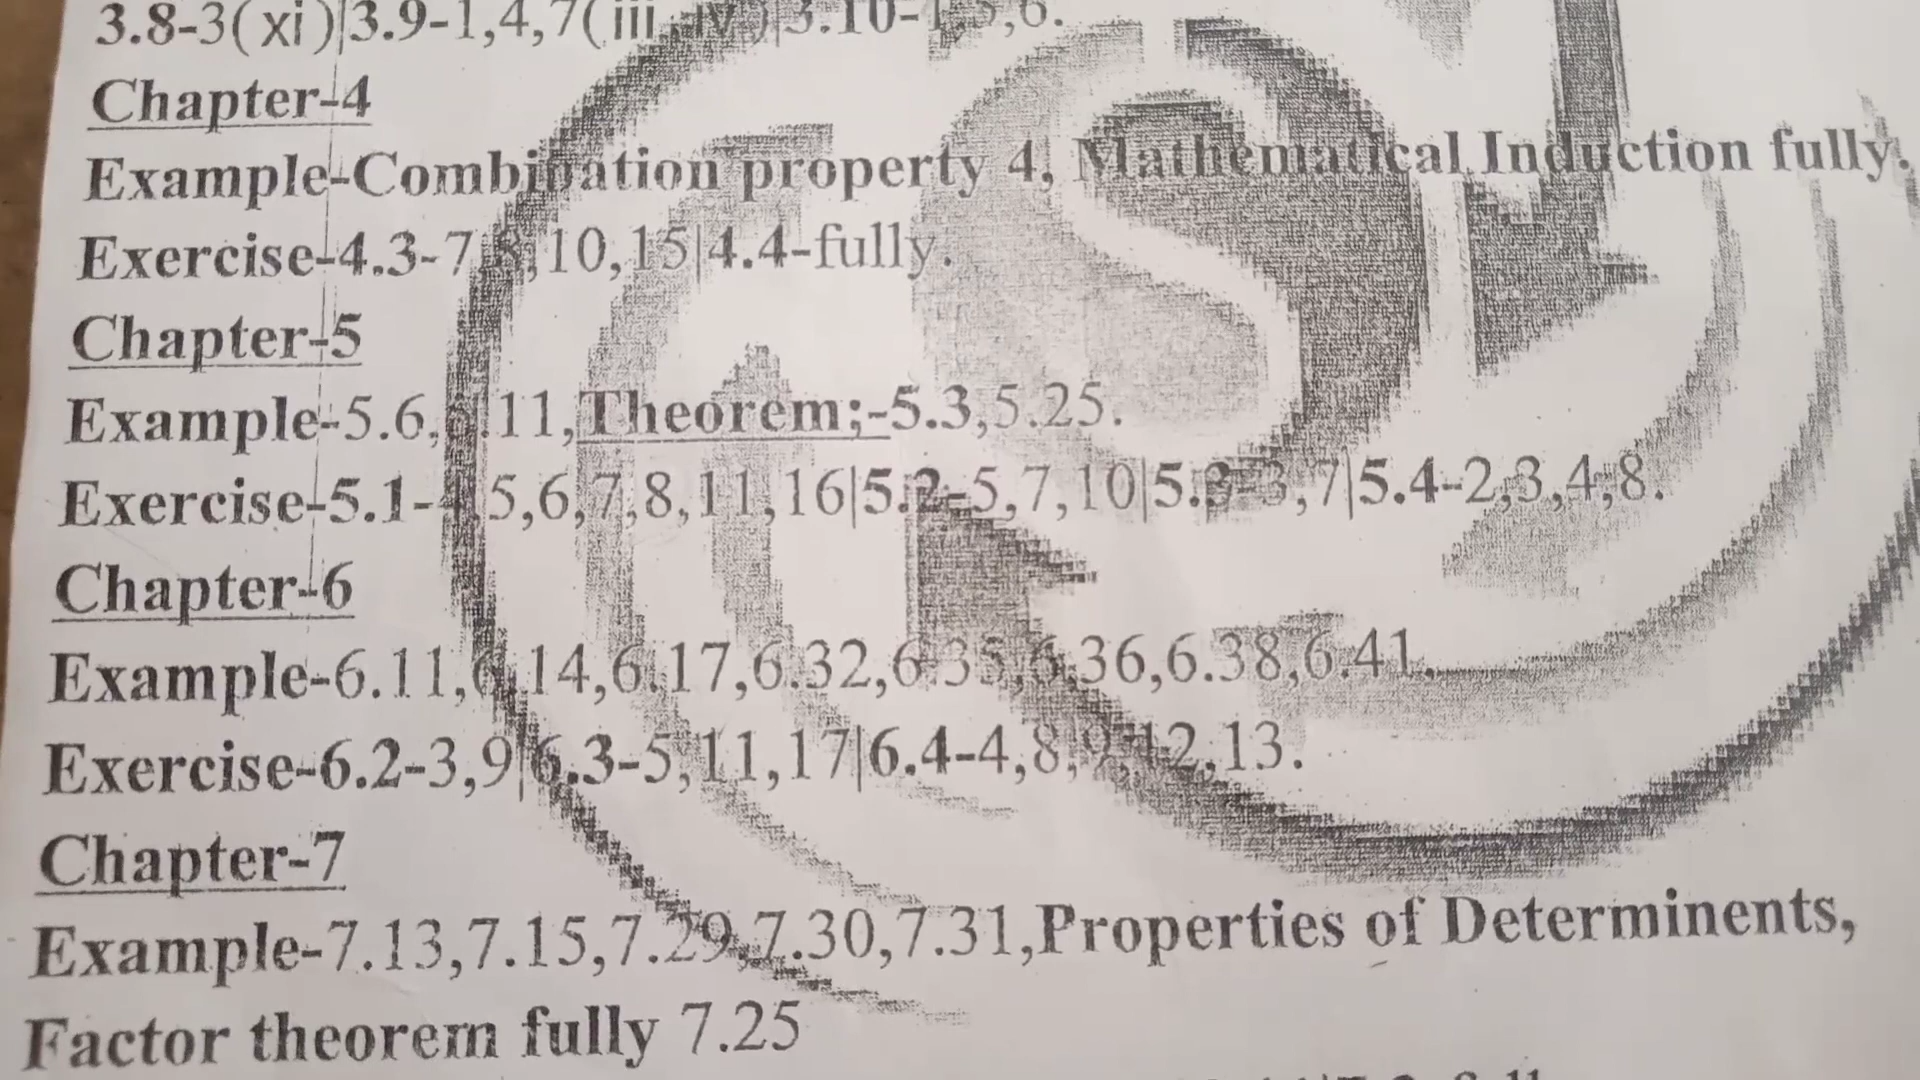 3.8-3(xi)|3.9-1,4,7(iii, iv)|3.10-1,5,6.
Chapter-4
Example-Combination property 4, Mathematical Induction fully.
Exercise-4.3-7,8,10,15|4.4-fully.
Chapter-5
Example-5.6, 5.11,Theorem;-5.3,5.25.
Exercise-5.1-4,5,6,7,8,11,16|5.2-5,7,10|5.3-3,7|5.4-2,3,4,8.
Chapter-6
Example-6.11,6.14,6.17,6.32,6.35,6.36,6.38,6.41.
Exercise-6.2-3,9|6.3-5,11,17|6.4-4,8,9,12,13.
Chapter-7
Example-7.13,7.15,7.29,7.30,7.31,Properties of Determinents,
Factor theorem fully 7.25